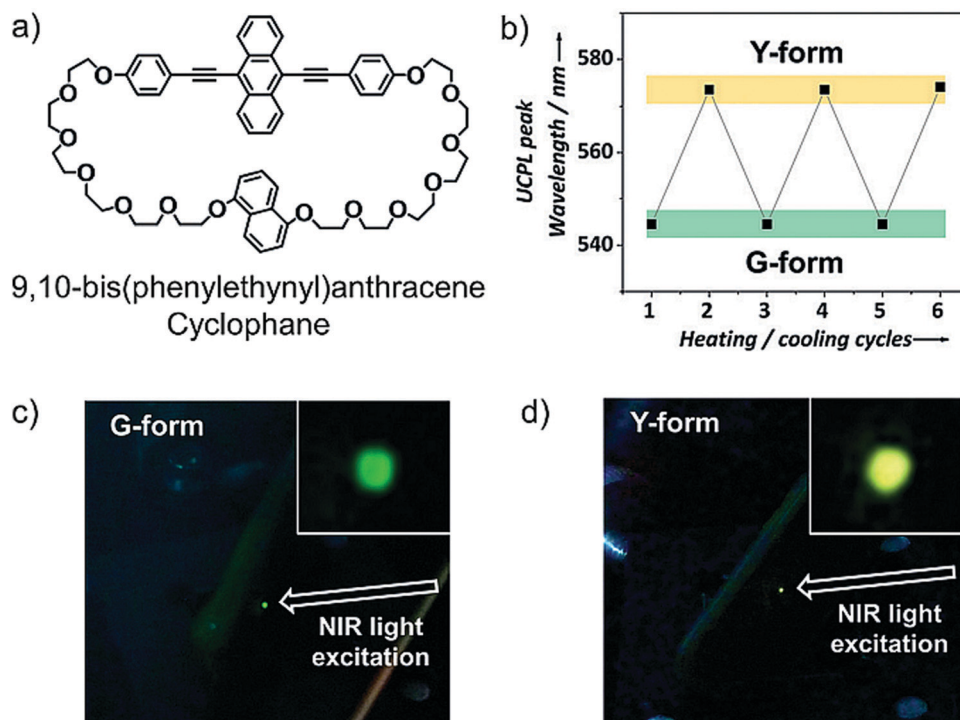 a)
O
O
O
O
O
O
O
O
O
O
O
O
O
O
9,10-bis(phenylethynyl)anthracene
Cyclophane
b)
UCPL peak
Wavelength / nm
580
560
540
Y-form
G-form
1 2 3 4 5 6
Heating / cooling cycles
c)
G-form
NIR light
excitation
d)
Y-form
NIR light
excitation